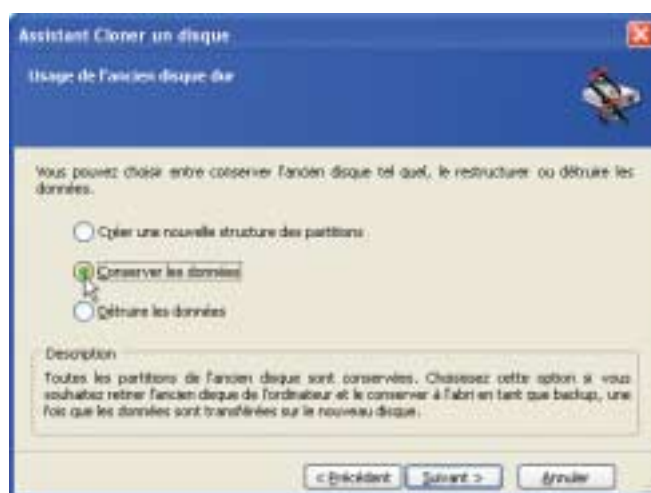 Assistant Cloner un disque
Usage de l'ancien disque dur
Vous pouvez choisir entre conserver l'ancien disque tel quel, le restructurer ou détruire les
données.
Créer une nouvelle structure des partitions
Conserver les données
Détruire les données
Description
Toutes les partitions de l'ancien disque sont conservées. Choisissez cette option si vous
souhaitez retirer l'ancien disque de l'ordinateur et le conserver à l'abri en tant que backup, une
fois que les données sont transférées sur le nouveau disque.
< Précédent
Suivant >
Annuler